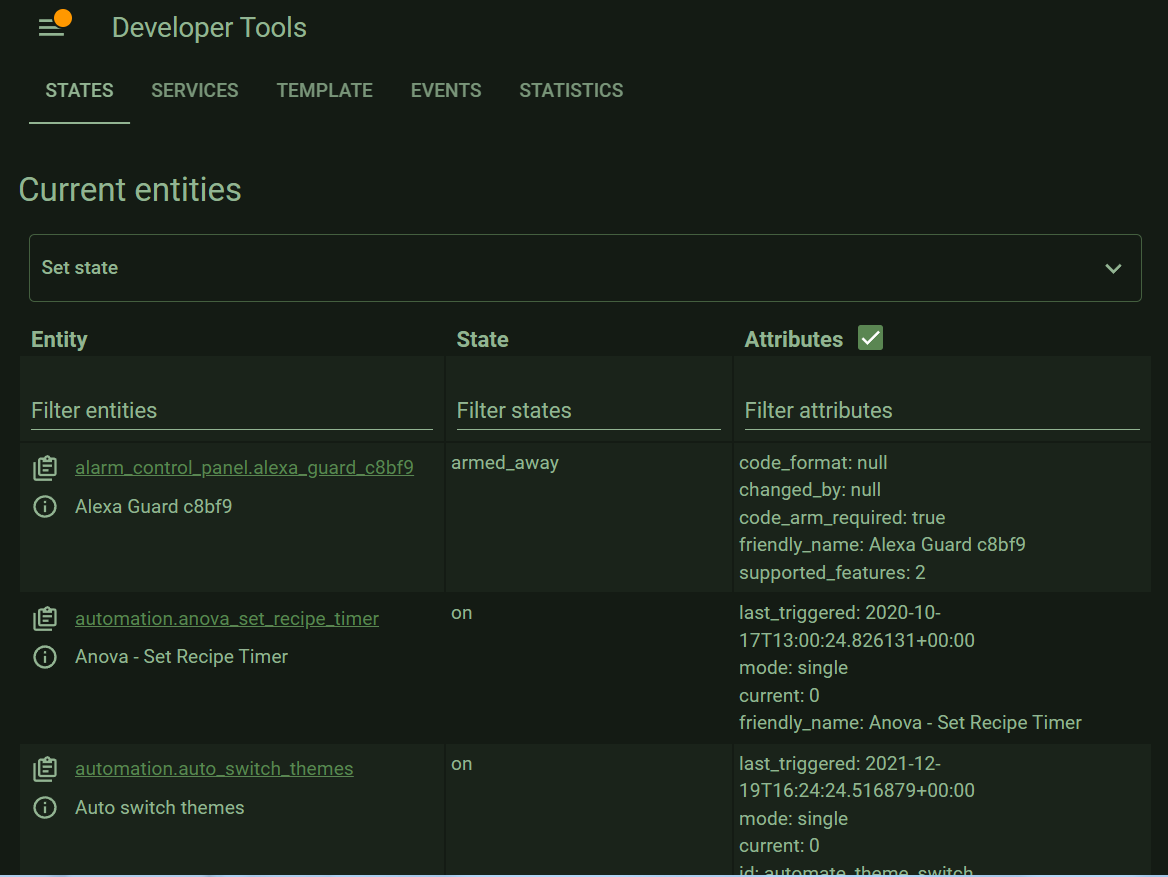 Developer Tools
STATES SERVICES TEMPLATE EVENTS STATISTICS
Current entities
Set state
Entity State Attributes
Filter entities Filter states Filter attributes
alarm_control_panel.alexa_guard_c8bf9
Alexa Guard c8bf9
armed_away
code_format: null
changed_by: null
code_arm_required: true
friendly_name: Alexa Guard c8bf9
supported_features: 2
automation.anova_set_recipe_timer
Anova - Set Recipe Timer
on
last_triggered: 2020-10-
17T13:00:24.826131+00:00
mode: single
current: 0
friendly_name: Anova - Set Recipe Timer
automation.auto_switch_themes
Auto switch themes
on
last_triggered: 2021-12-
19T16:24:24.516879+00:00
mode: single
current: 0
id: automate_theme_switch